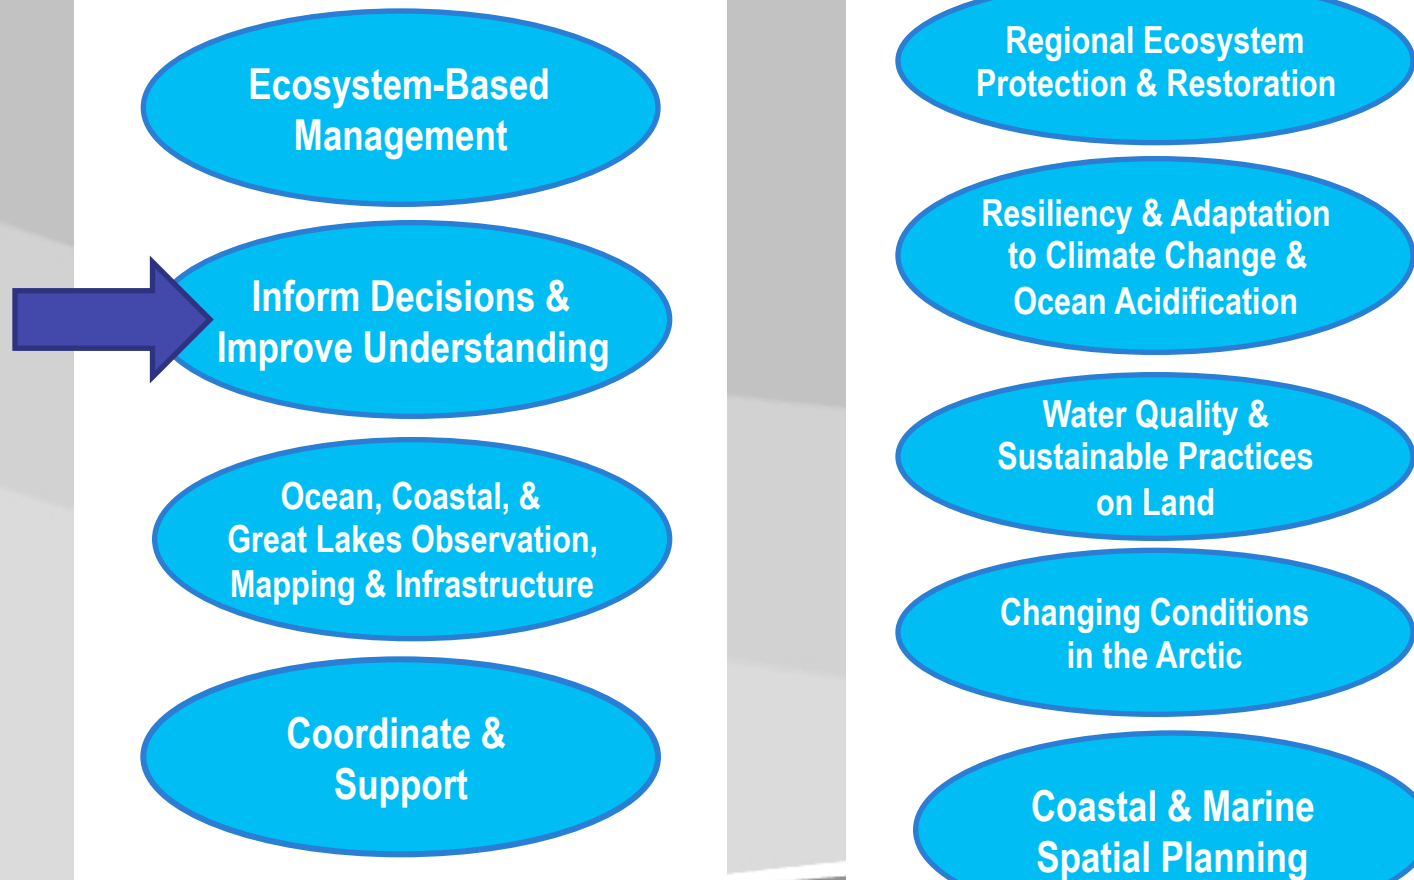 Ecosystem-Based
Management
Inform Decisions &
Improve Understanding
Ocean, Coastal, &
Great Lakes Observation,
Mapping & Infrastructure
Coordinate &
Support
Regional Ecosystem
Protection & Restoration
Resiliency & Adaptation
to Climate Change &
Ocean Acidification
Water Quality &
Sustainable Practices
on Land
Changing Conditions
in the Arctic
Coastal & Marine
Spatial Planning